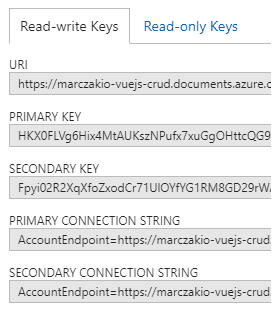 Read-write Keys
Read-only Keys
URI
https://marczakio-vuejs-crud.documents.azure.c
PRIMARY KEY
HKX0FLVg6Hix4MtAUKszNPufx7xuGgOHttcQG9
SECONDARY KEY
Fpyi02R2XqXfoZxodCr71UIOYfYG1RM8GD29rW
PRIMARY CONNECTION STRING
AccountEndpoint=https://marczakio-vuejs-crud
SECONDARY CONNECTION STRING
AccountEndpoint=https://marczakio-vuejs-crud